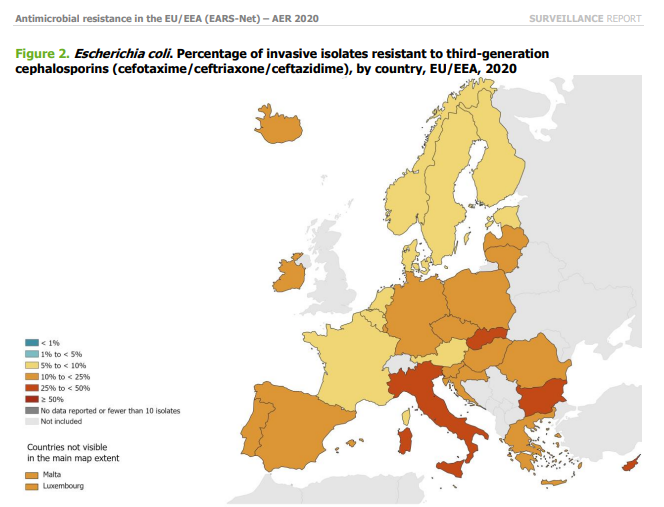 Antimicrobial resistance in the EU/EEA (EARS-Net) – AER 2020
SURVEILLANCE REPORT
Figure 2. Escherichia coli. Percentage of invasive isolates resistant to third-generation
cephalosporins (cefotaxime/ceftriaxone/ceftazidime), by country, EU/EEA, 2020
< 1%
1% to < 5%
5% to < 10%
10% to < 25%
25% to < 50%
≥ 50%
No data reported or fewer than 10 isolates
Not included
Countries not visible
in the main map extent
Malta
Luxembourg